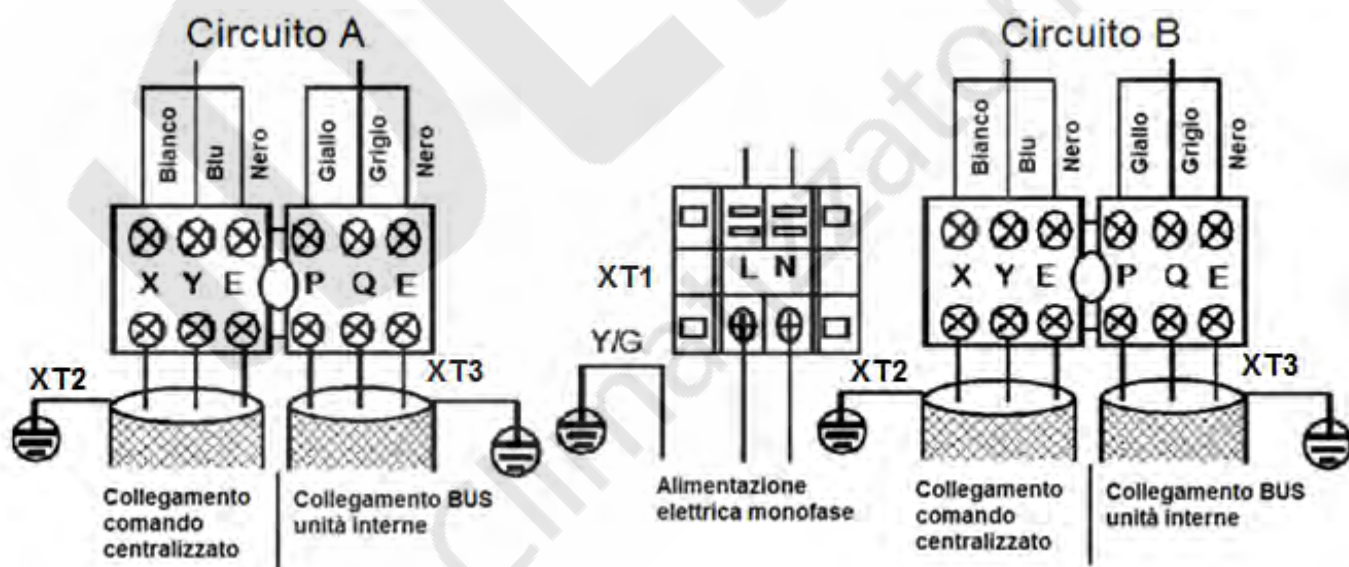 Circuito A
Bianco
Blu
Nero
Giallo
Grigio
Nero
X Y E P Q E
XT2
XT3
Collegamento
comando
centralizzato
Collegamento BUS
unità interne
XT1
L N
Y/G
Alimentazione
elettrica monofase
Circuito B
Bianco
Blu
Nero
Giallo
Grigio
Nero
X Y E P Q E
XT2
XT3
Collegamento
comando
centralizzato
Collegamento BUS
unità interne